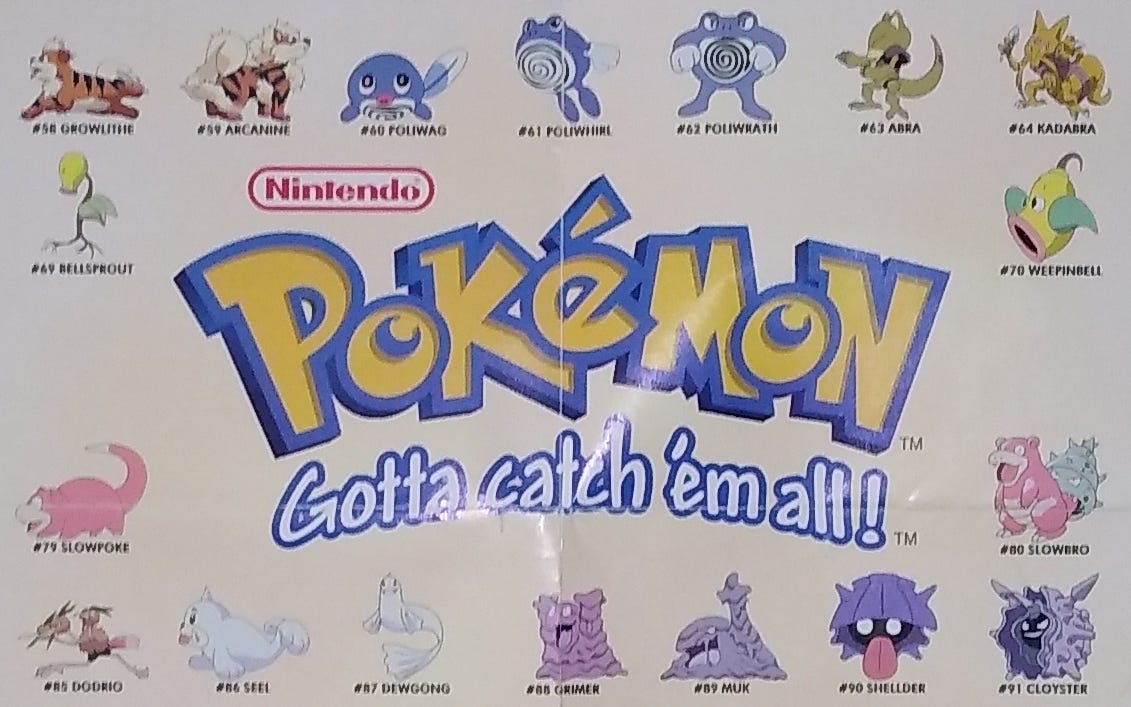 #58 GROWLITHE
#59 ARCANINE
#60 POLIWAG
#61 POLIWHIRL
#62 POLIWRATH
#63 ABRA
#64 KADABRA
#69 BELLSPROUT
Nintendo
#70 WEEPINBELL
POKéMON
TM
Gotta catch 'em all!
TM
#79 SLOWPOKE
#80 SLOWBRO
#85 DODRIO
#86 SEEL
#87 DEWGONG
#88 GRIMER
#89 MUK
#90 SHELLDER
#91 CLOYSTER